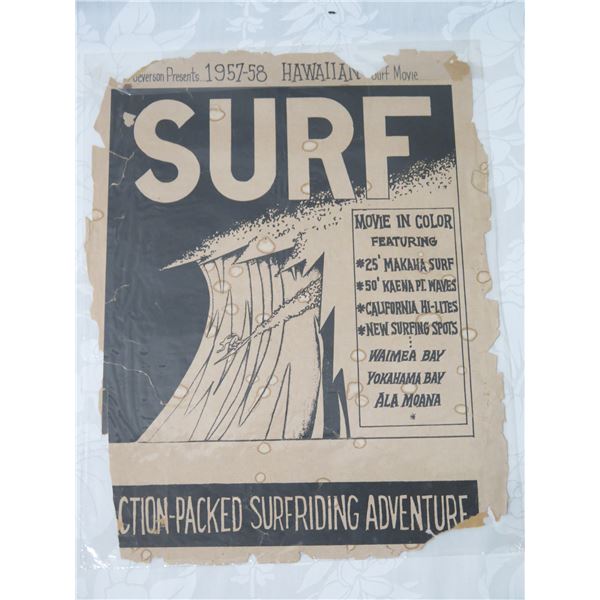 everson Presents 1957-58 HAWAIIAN Surf Movie
SURF
MOVIE IN COLOR
FEATURING
*25' MAKAHA SURF
*50' KAENA PT. WAVES
*CALIFORNIA HI-LITES
*NEW SURFING SPOTS
WAIMEA BAY
YOKAHAMA BAY
ALA MOANA
CTION-PACKED SURFRIDING ADVENTURE